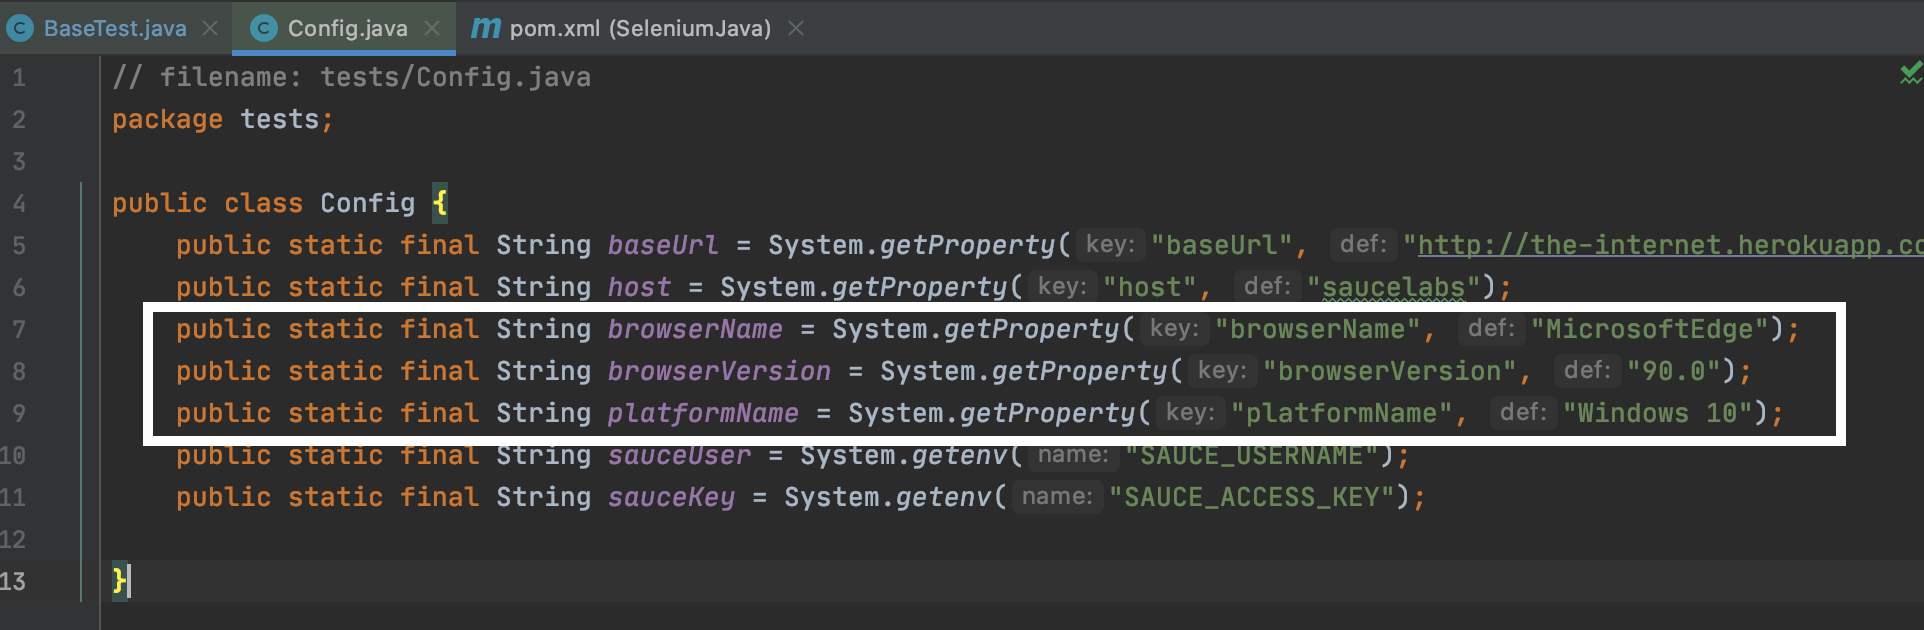 BaseTest.java Config.java pom.xml (SeleniumJava)
1 // filename: tests/Config.java
2 package tests;
3
4 public class Config {
5 public static final String baseUrl = System.getProperty( key: "baseUrl", def: "http://the-internet.herokuapp.co
6 public static final String host = System.getProperty( key: "host", def: "saucelabs");
7 public static final String browserName = System.getProperty( key: "browserName", def: "MicrosoftEdge");
8 public static final String browserVersion = System.getProperty( key: "browserVersion", def: "90.0");
9 public static final String platformName = System.getProperty( key: "platformName", def: "Windows 10");
10 public static final String sauceUser = System.getenv( name: "SAUCE_USERNAME");
11 public static final String sauceKey = System.getenv( name: "SAUCE_ACCESS_KEY");
12
13 }